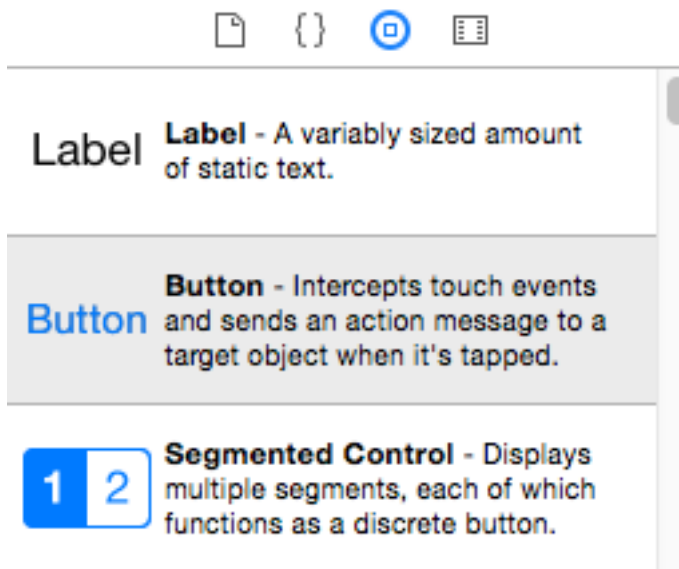 {}
Label
Label - A variably sized amount
of static text.
Button
Button - Intercepts touch events
and sends an action message to a
target object when it's tapped.
1 2
Segmented Control - Displays
multiple segments, each of which
functions as a discrete button.